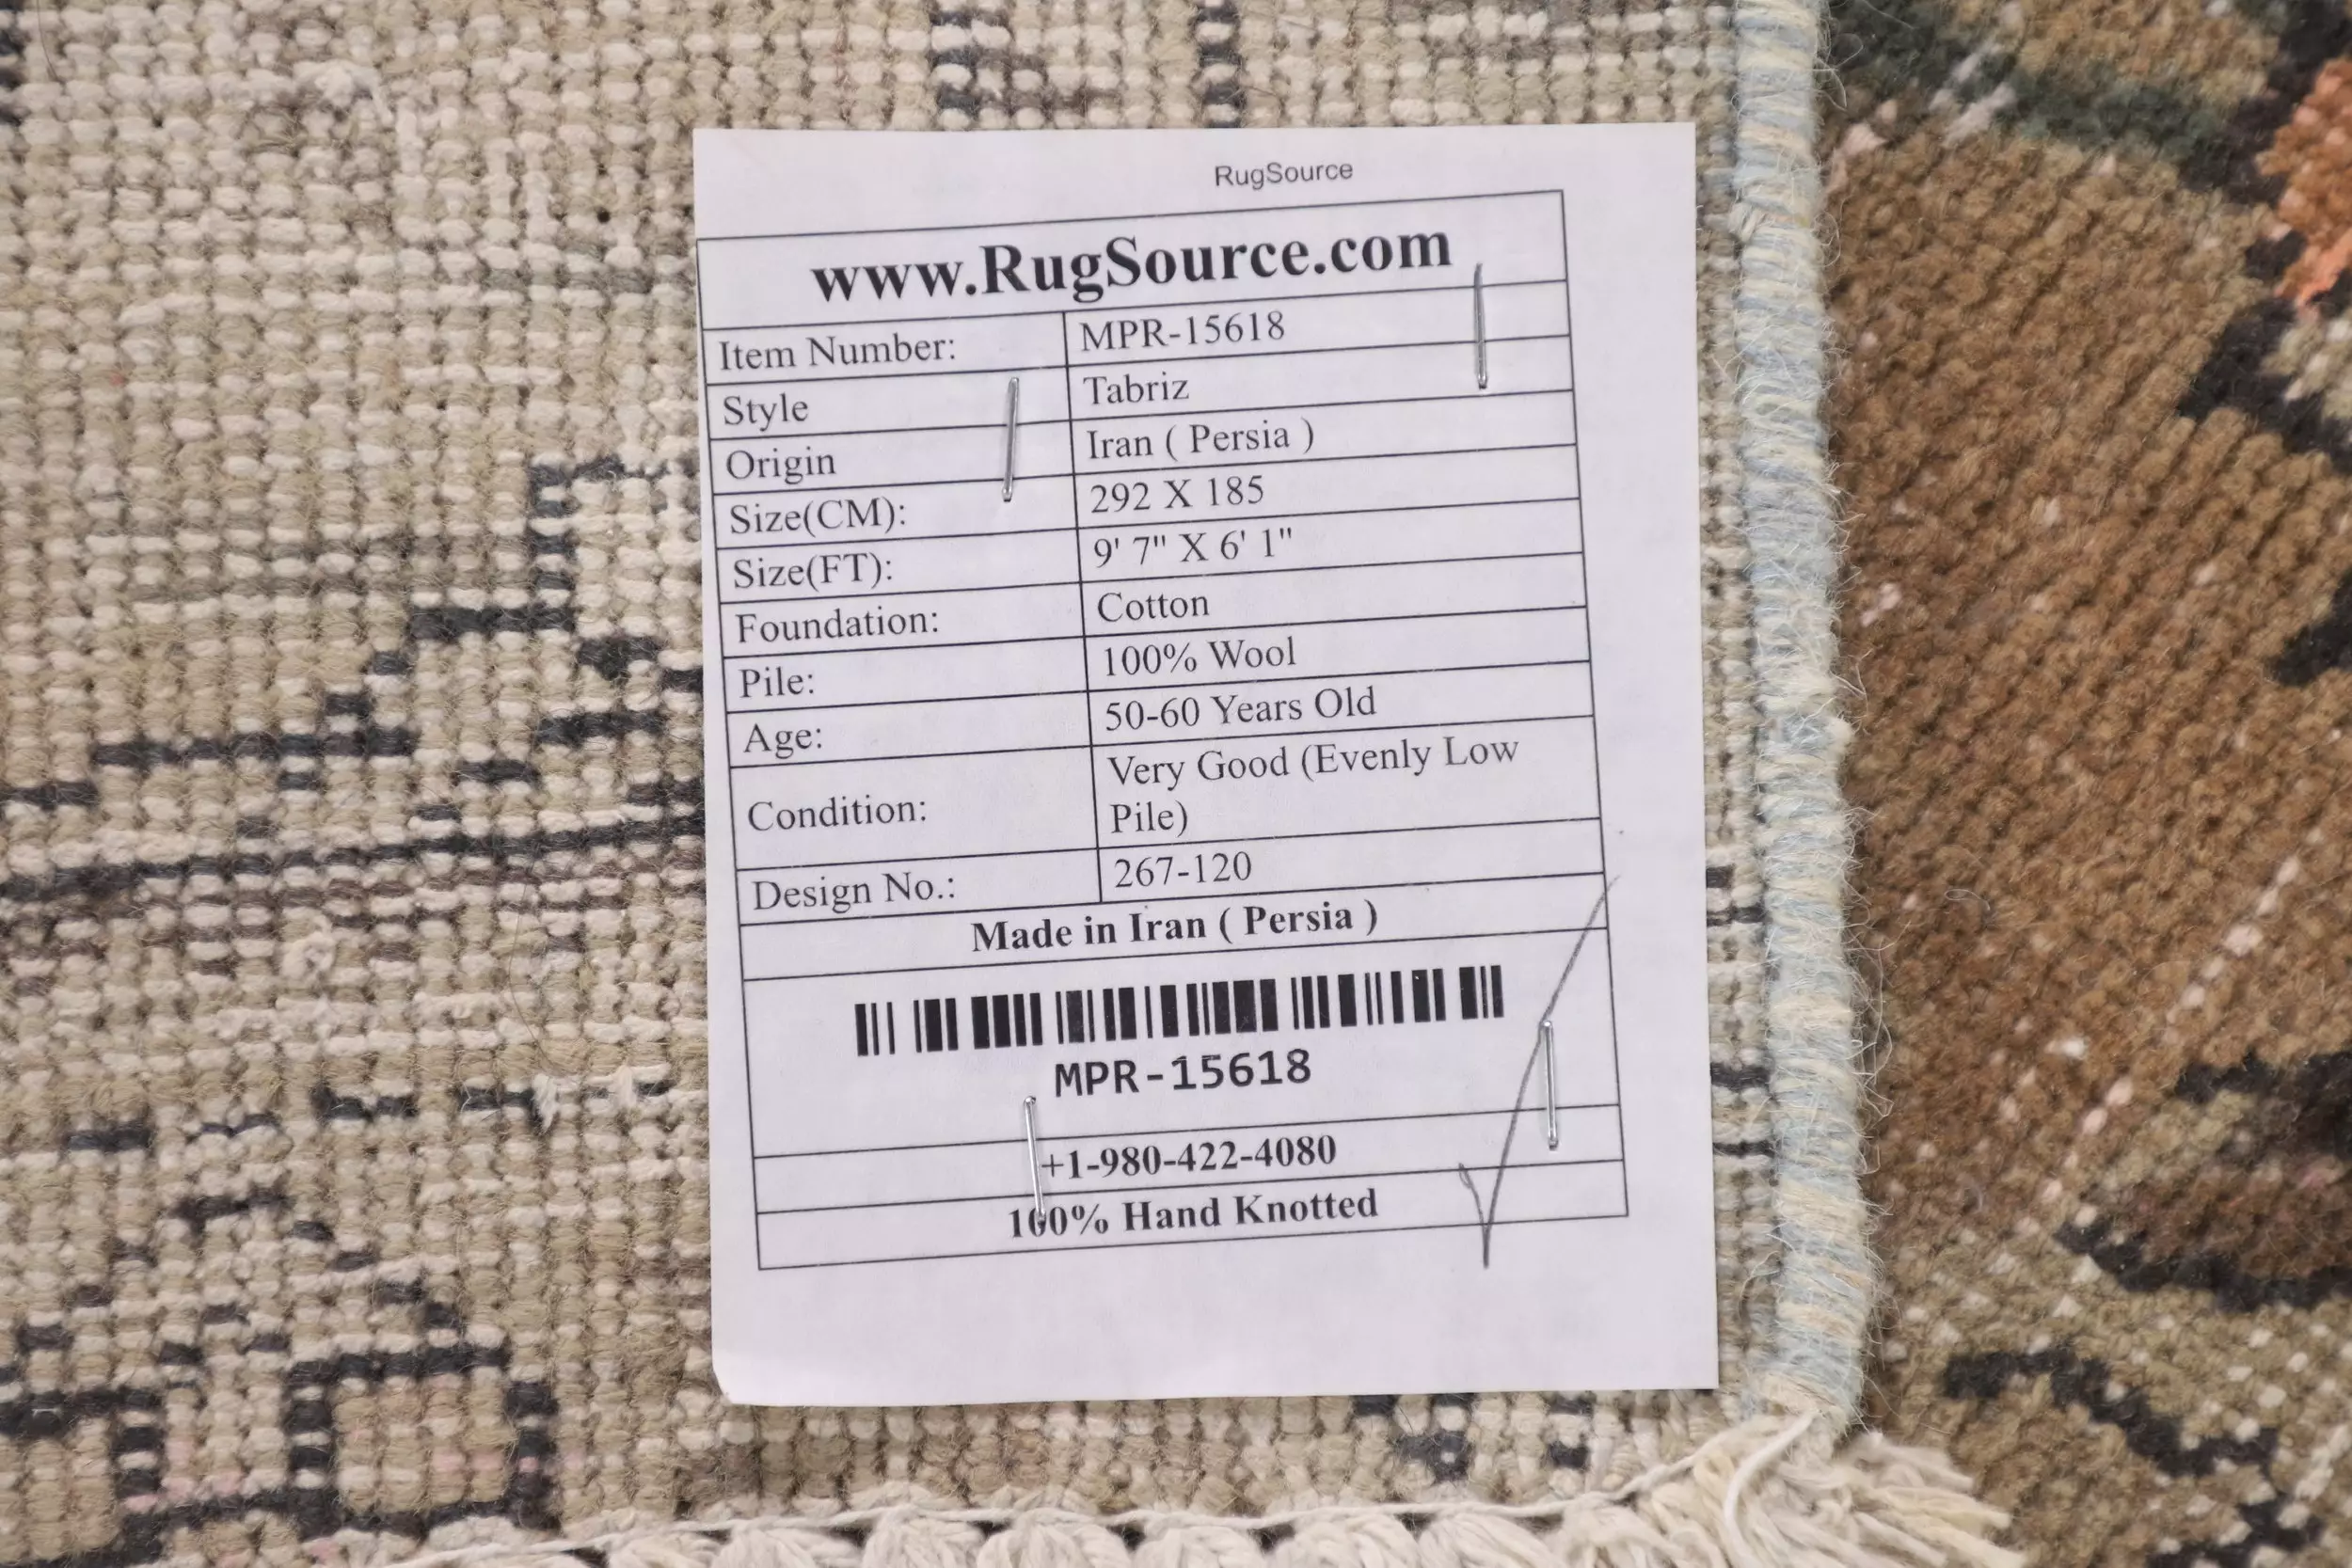 RugSource
www.RugSource.com
Item Number: MPR-15618
Style Tabriz
Origin Iran ( Persia )
Size(CM): 292 X 185
Size(FT): 9' 7" X 6' 1"
Foundation: Cotton
Pile: 100% Wool
Age: 50-60 Years Old
Condition: Very Good (Evenly Low
Pile)
Design No.: 267-120
Made in Iran ( Persia )
MPR-15618
+1-980-422-4080
100% Hand Knotted